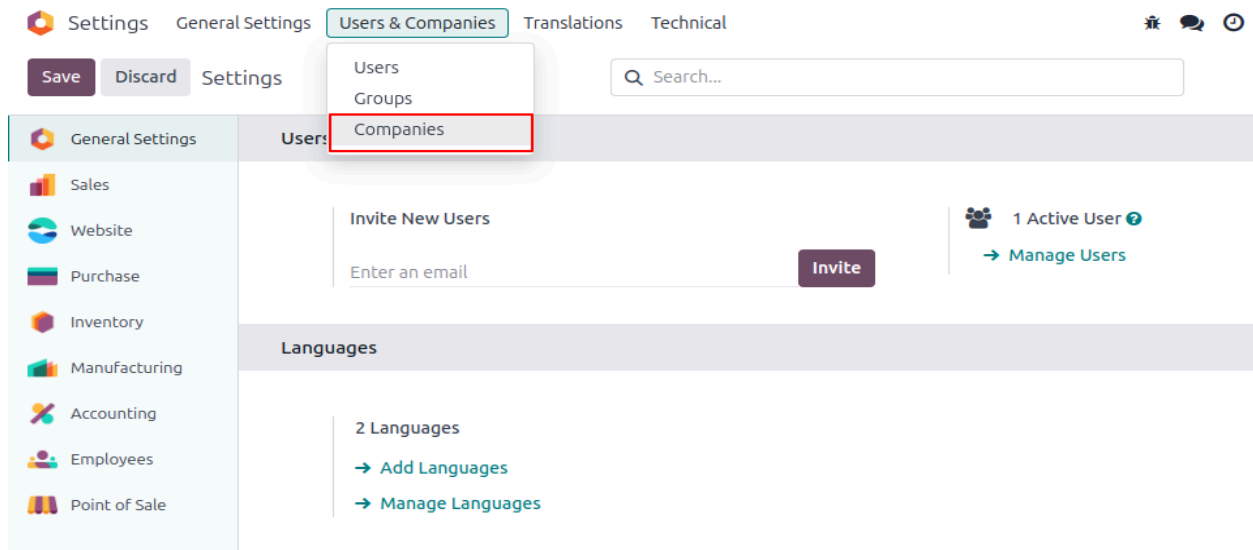 Settings General Settings Users & Companies Translations Technical
Save Discard Settings Search...
Users
Groups
Companies
General Settings
Sales
Website
Purchase
Inventory
Manufacturing
Accounting
Employees
Point of Sale
Users
Invite New Users
Enter an email Invite
1 Active User ?
→ Manage Users
Languages
2 Languages
→ Add Languages
→ Manage Languages